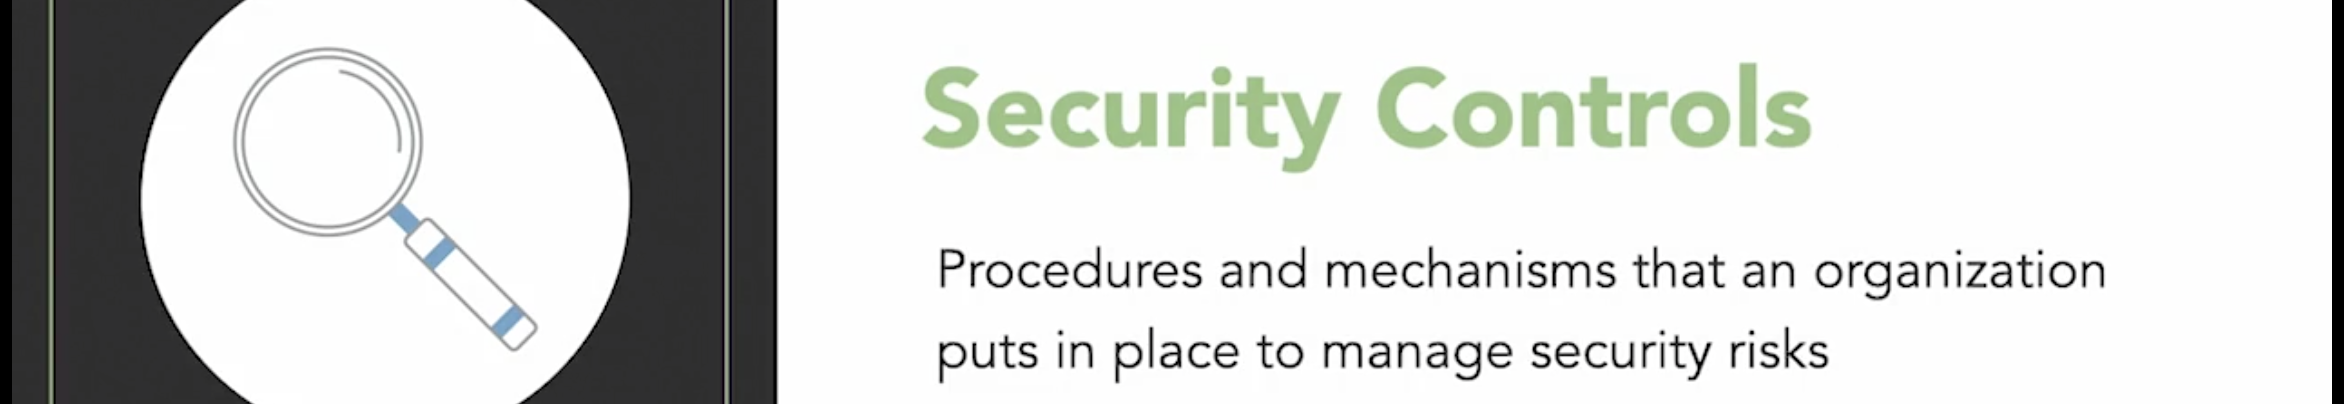 Security Controls
Procedures and mechanisms that an organization
puts in place to manage security risks